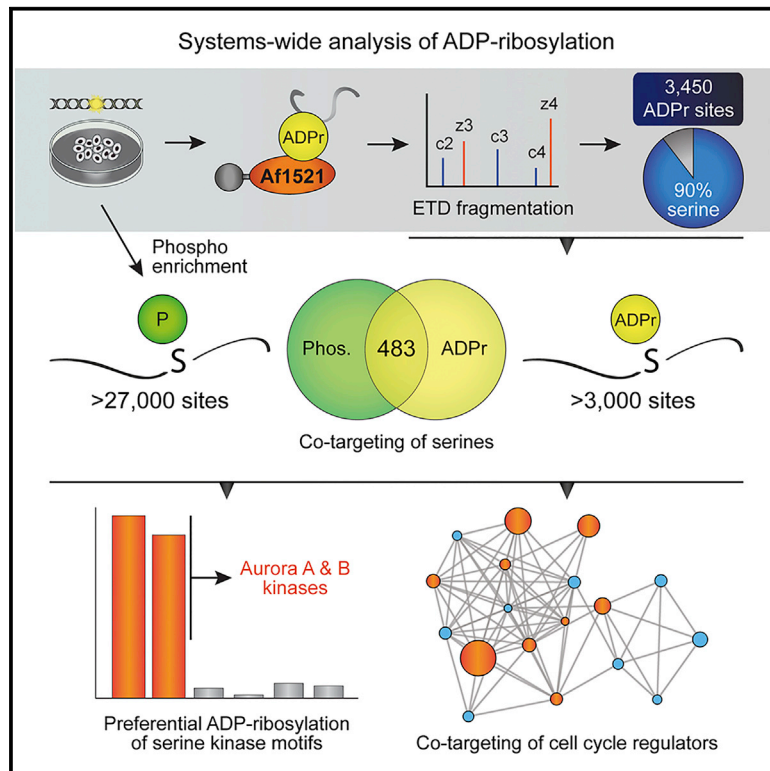 Systems-wide analysis of ADP-ribosylation
ADPr
Af1521
c2
z3
c3
c4
z4
ETD fragmentation
3,450
ADPr sites
90%
serine
Phospho
enrichment
P
S
>27,000 sites
Phos.
483
ADPr
Co-targeting of serines
ADPr
S
>3,000 sites
Aurora A & B
kinases
Preferential ADP-ribosylation
of serine kinase motifs
Co-targeting of cell cycle regulators